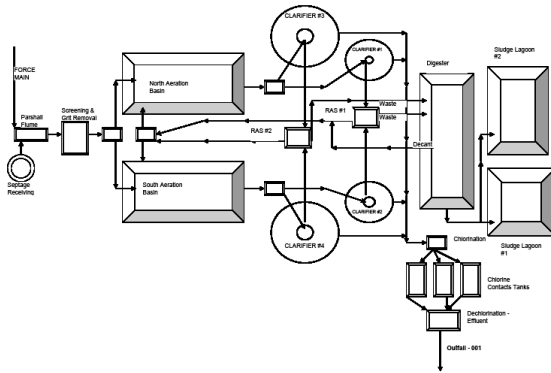 CLARIFIER #3
FORCE
MAIN
Parshall
Flume
Screening &
Grit Removal
Septage
Receiving
North Aeration
Basin
South Aeration
Basin
RAS #2
RAS #1
CLARIFIER #1
CLARIFIER #2
CLARIFIER #4
Waste
Waste
Decant
Digester
Sludge Lagoon
#2
Sludge Lagoon
#1
Chlorination
Chlorine
Contacts Tanks
Dechlorination -
Effluent
Outfall - 001